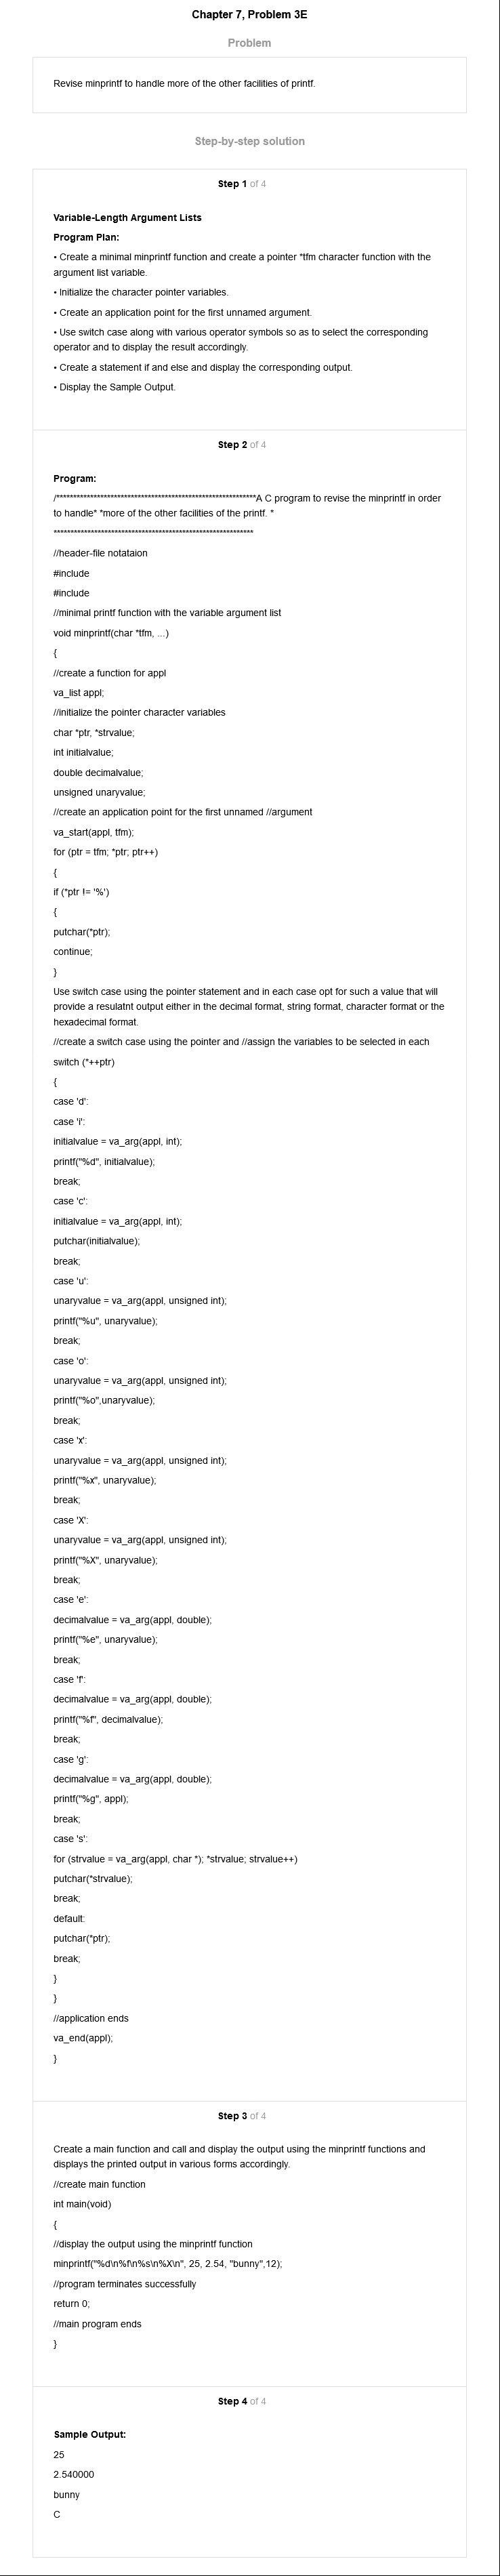 Chapter 7, Problem 3E
Problem
Revise minprintf to handle more of the other facilities of printf.
Step-by-step solution
Step 1 of 4
Variable-Length Argument Lists
Program Plan:
• Create a minimal minprintf function and create a pointer *tfm character function with the
argument list variable.
• Initialize the character pointer variables.
• Create an application point for the first unnamed argument.
• Use switch case along with various operator symbols so as to select the corresponding
operator and to display the result accordingly.
• Create a statement if and else and display the corresponding output.
• Display the Sample Output.
Step 2 of 4
Program:
/************************************************************A C program to revise the minprintf in order
to handle* *more of the other facilities of the printf. *
************************************************************
//header-file notataion
#include
#include
//minimal printf function with the variable argument list
void minprintf(char *tfm, ...)
{
//create a function for appl
va_list appl;
//initialize the pointer character variables
char *ptr, *strvalue;
int initialvalue;
double decimalvalue;
unsigned unaryvalue;
//create an application point for the first unnamed //argument
va_start(appl, tfm);
for (ptr = tfm; *ptr; ptr++)
{
if (*ptr != '%')
{
putchar(*ptr);
continue;
}
Use switch case using the pointer statement and in each case opt for such a value that will
provide a resulatnt output either in the decimal format, string format, character format or the
hexadecimal format.
//create a switch case using the pointer and //assign the variables to be selected in each
switch (*++ptr)
{
case 'd':
case 'i':
initialvalue = va_arg(appl, int);
printf("%d", initialvalue);
break;
case 'c':
initialvalue = va_arg(appl, int);
putchar(initialvalue);
break;
case 'u':
unaryvalue = va_arg(appl, unsigned int);
printf("%u", unaryvalue);
break;
case 'o':
unaryvalue = va_arg(appl, unsigned int);
printf("%o",unaryvalue);
break;
case 'x':
unaryvalue = va_arg(appl, unsigned int);
printf("%x", unaryvalue);
break;
case 'X':
unaryvalue = va_arg(appl, unsigned int);
printf("%X", unaryvalue);
break;
case 'e':
decimalvalue = va_arg(appl, double);
printf("%e", unaryvalue);
break;
case 'f':
decimalvalue = va_arg(appl, double);
printf("%f", decimalvalue);
break;
case 'g':
decimalvalue = va_arg(appl, double);
printf("%g", appl);
break;
case 's':
for (strvalue = va_arg(appl, char *); *strvalue; strvalue++)
putchar(*strvalue);
break;
default:
putchar(*ptr);
break;
}
}
//application ends
va_end(appl);
}
Step 3 of 4
Create a main function and call and display the output using the minprintf functions and
displays the printed output in various forms accordingly.
//create main function
int main(void)
{
//display the output using the minprintf function
minprintf("%d\n%f\n%s\n%X\n", 25, 2.54, "bunny",12);
//program terminates successfully
return 0;
//main program ends
}
Step 4 of 4
Sample Output:
25
2.540000
bunny
C